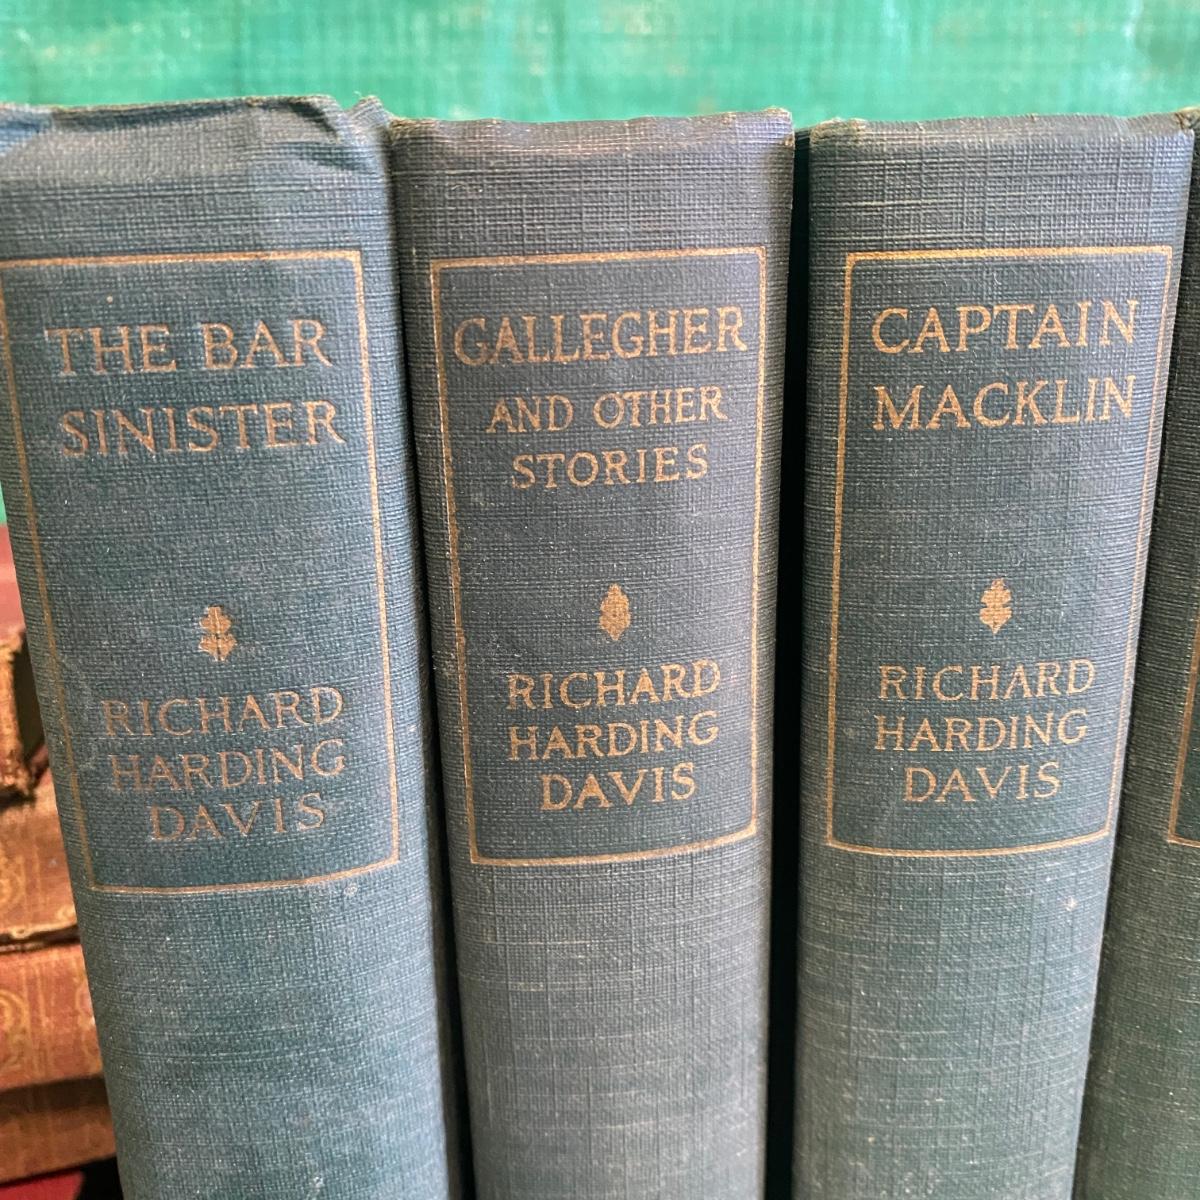 THE BAR
SINISTER
RICHARD
HARDING
DAVIS
GALLEGHER
AND OTHER
STORIES
RICHARD
HARDING
DAVIS
CAPTAIN
MACKLIN
RICHARD
HARDING
DAVIS